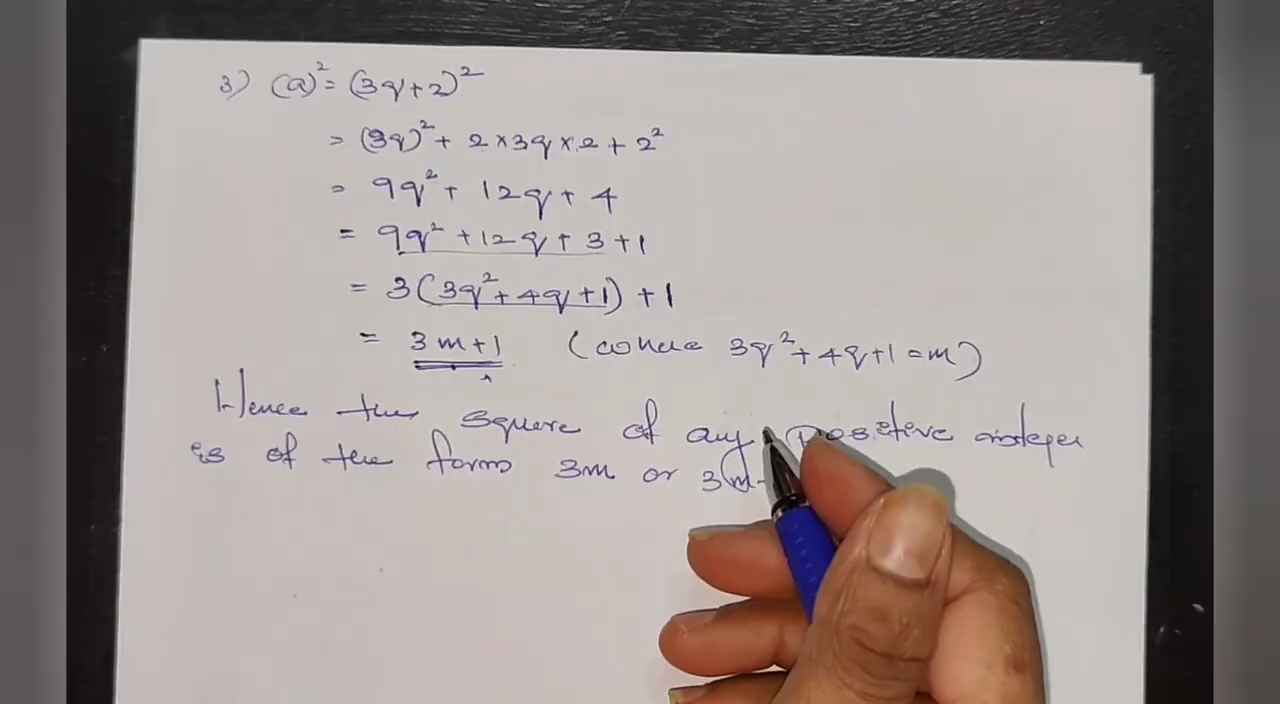 3) (a)² = (3q+2)²
= (3q)² + 2×3q×2 + 2²
= 9q² + 12q + 4
= 9q² + 12q + 3 + 1
= 3(3q² + 4q + 1) + 1
= 3m+1 (where 3q² + 4q + 1 = m)
Hence the square of any positive integer
is of the form 3m or 3m